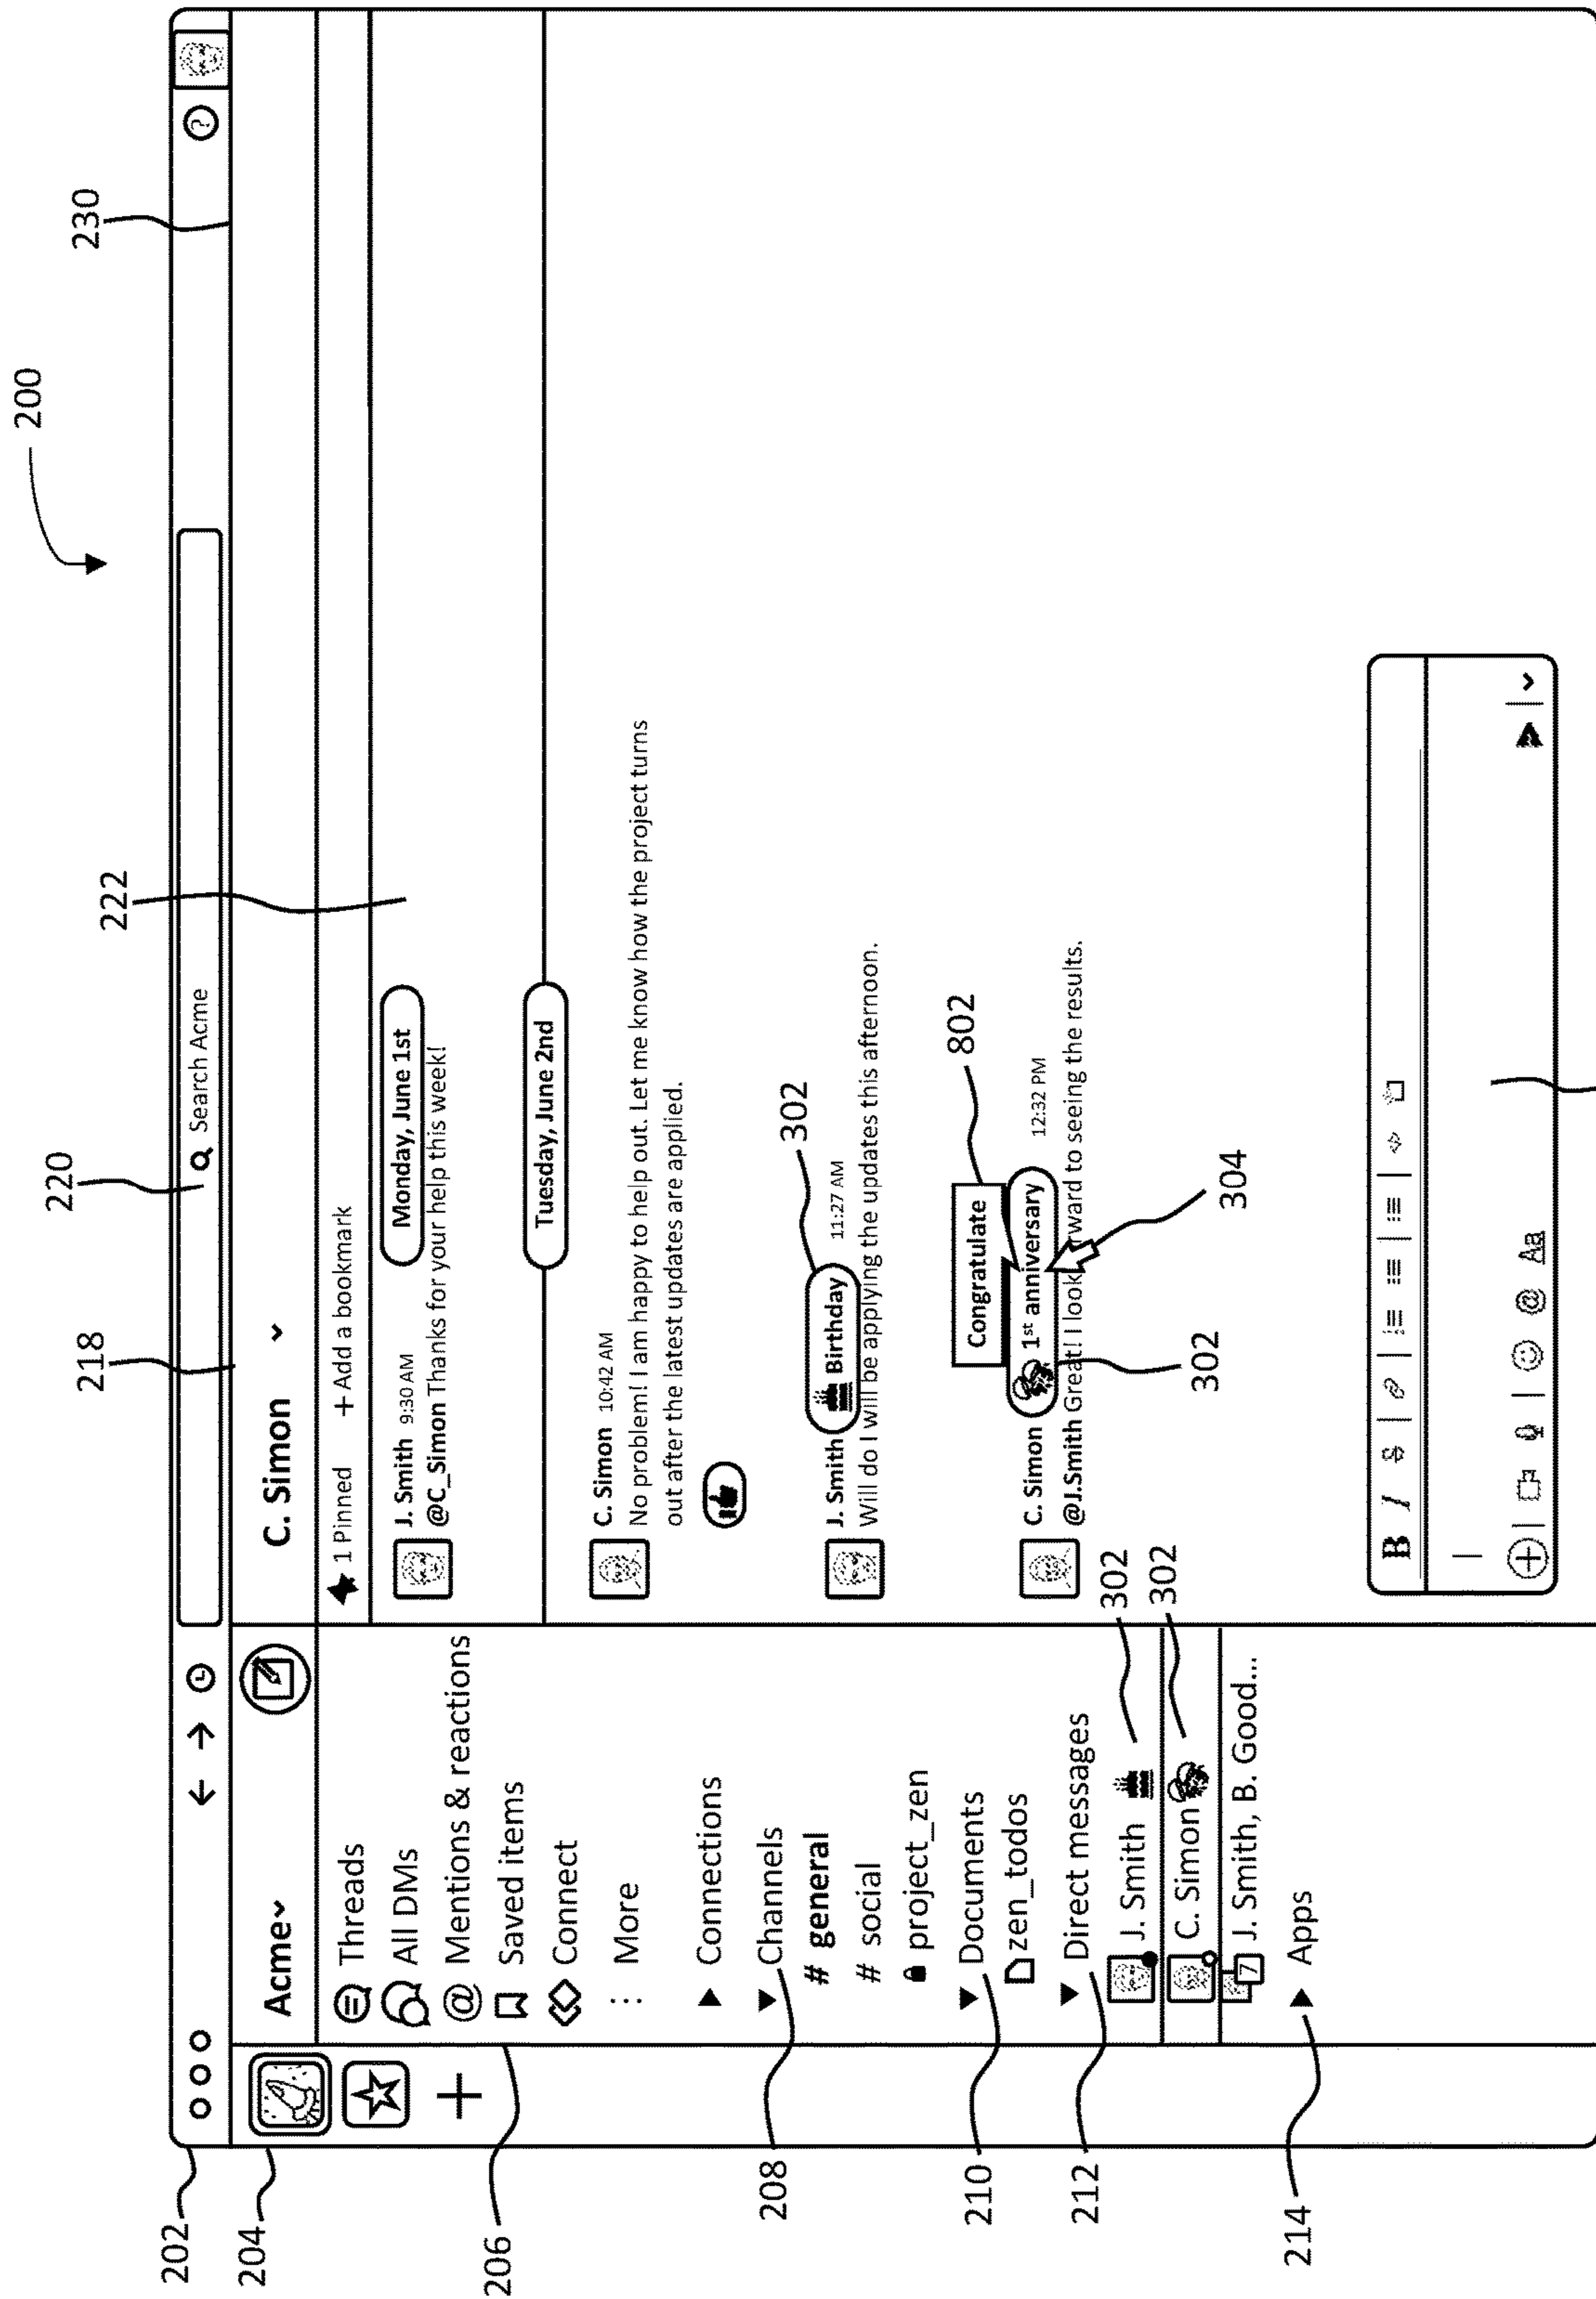 200
202
204
218
220
222
230
Search Acme
?
Acme
C. Simon
1 Pinned + Add a bookmark
206
Threads
All DMs
@ Mentions & reactions
Saved items
Connect
More
Connections
208
Channels
# general
# social
project_zen
210
Documents
zen_todos
212
Direct messages
J. Smith
302
C. Simon
302
7
J. Smith, B. Good...
214
Apps
Monday, June 1st
J. Smith 9:30 AM
@C_Simon Thanks for your help this week!
Tuesday, June 2nd
C. Simon 10:42 AM
No problem! I am happy to help out. Let me know how the project turns
out after the latest updates are applied.
302
J. Smith Birthday 11:27 AM
Will do I will be applying the updates this afternoon.
802
Congratulate
C. Simon 1st anniversary 12:32 PM
@J.Smith Great! I look rward to seeing the results.
302
304
B I S
@ Aa